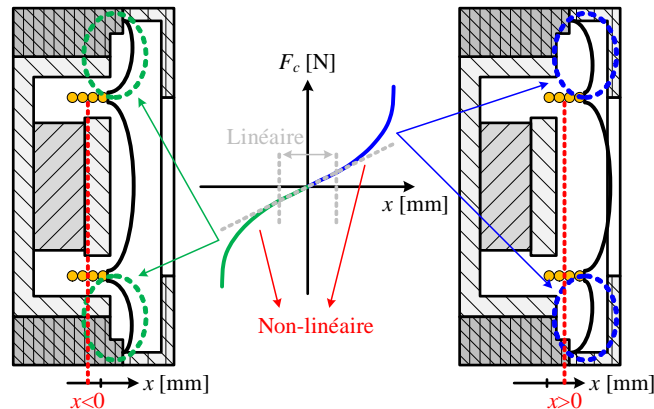 F_c [N]
Linéaire
x [mm]
Non-linéaire
x [mm]
x<0
x [mm]
x>0